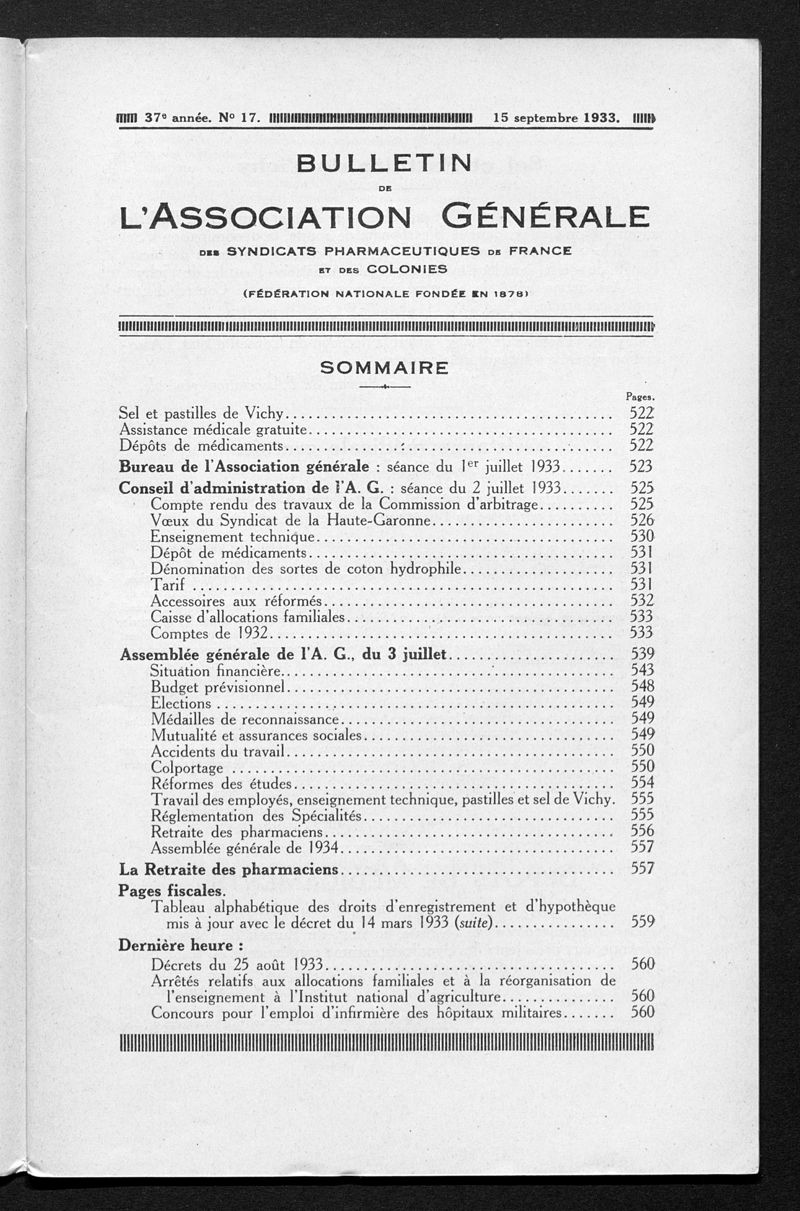 37e année. No 17. 15 septembre 1933.
BULLETIN
DE
L'ASSOCIATION GÉNÉRALE
DES SYNDICATS PHARMACEUTIQUES DE FRANCE
ET DES COLONIES
(FÉDÉRATION NATIONALE FONDÉE EN 1878)
SOMMAIRE
Pages.
Sel et pastilles de Vichy........ 522
Assistance médicale gratuite........ 522
Dépôts de médicaments........ 522
Bureau de l'Association générale : séance du 1er juillet 1933....... 523
Conseil d'administration de l'A. G. : séance du 2 juillet 1933....... 525
Compte rendu des travaux de la Commission d'arbitrage.......... 525
Vœux du Syndicat de la Haute-Garonne........ 526
Enseignement technique........ 530
Dépôt de médicaments........ 531
Dénomination des sortes de coton hydrophile........ 531
Tarif ........ 531
Accessoires aux réformés........ 532
Caisse d'allocations familiales........ 533
Comptes de 1932........ 533
Assemblée générale de l'A. G., du 3 juillet........ 539
Situation financière........ 543
Budget prévisionnel........ 548
Elections ........ 549
Médailles de reconnaissance........ 549
Mutualité et assurances sociales........ 549
Accidents du travail........ 550
Colportage ........ 550
Réformes des études........ 554
Travail des employés, enseignement technique, pastilles et sel de Vichy. 555
Réglementation des Spécialités........ 555
Retraite des pharmaciens........ 556
Assemblée générale de 1934........ 557
La Retraite des pharmaciens........ 557
Pages fiscales.
Tableau alphabétique des droits d'enregistrement et d'hypothèque
mis à jour avec le décret du 14 mars 1933 (suite)........ 559
Dernière heure :
Décrets du 25 août 1933........ 560
Arrêtés relatifs aux allocations familiales et à la réorganisation de
l'enseignement à l'Institut national d'agriculture........ 560
Concours pour l'emploi d'infirmière des hôpitaux militaires....... 560